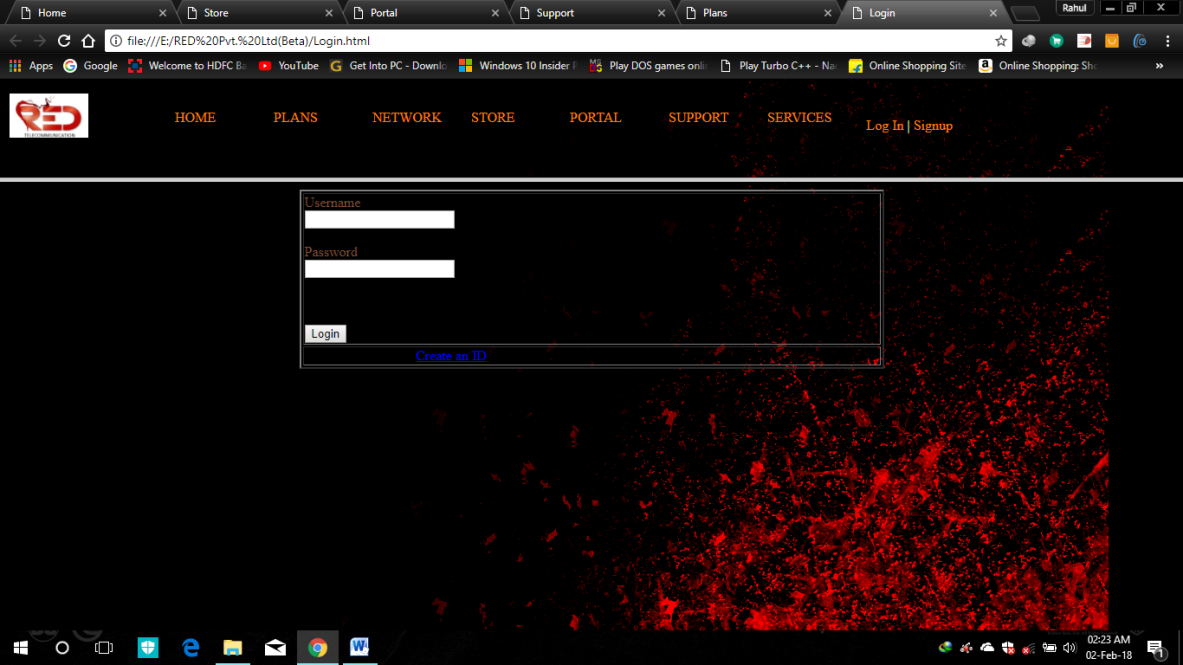 Home
Store
Portal
Support
Plans
Login
Rahul
file:///E:/RED%20Pvt.%20Ltd(Beta)/Login.html
Apps
Google
Welcome to HDFC Ba
YouTube
Get Into PC - Downlo
Windows 10 Insider P
Play DOS games onli
Play Turbo C++ - Nao
Online Shopping Site
Online Shopping: Sho
»
RED
TELECOMMUNICATION
HOME
PLANS
NETWORK
STORE
PORTAL
SUPPORT
SERVICES
Log In | Signup
Username
Password
Login
Create an ID
02:23 AM
02-Feb-18
1